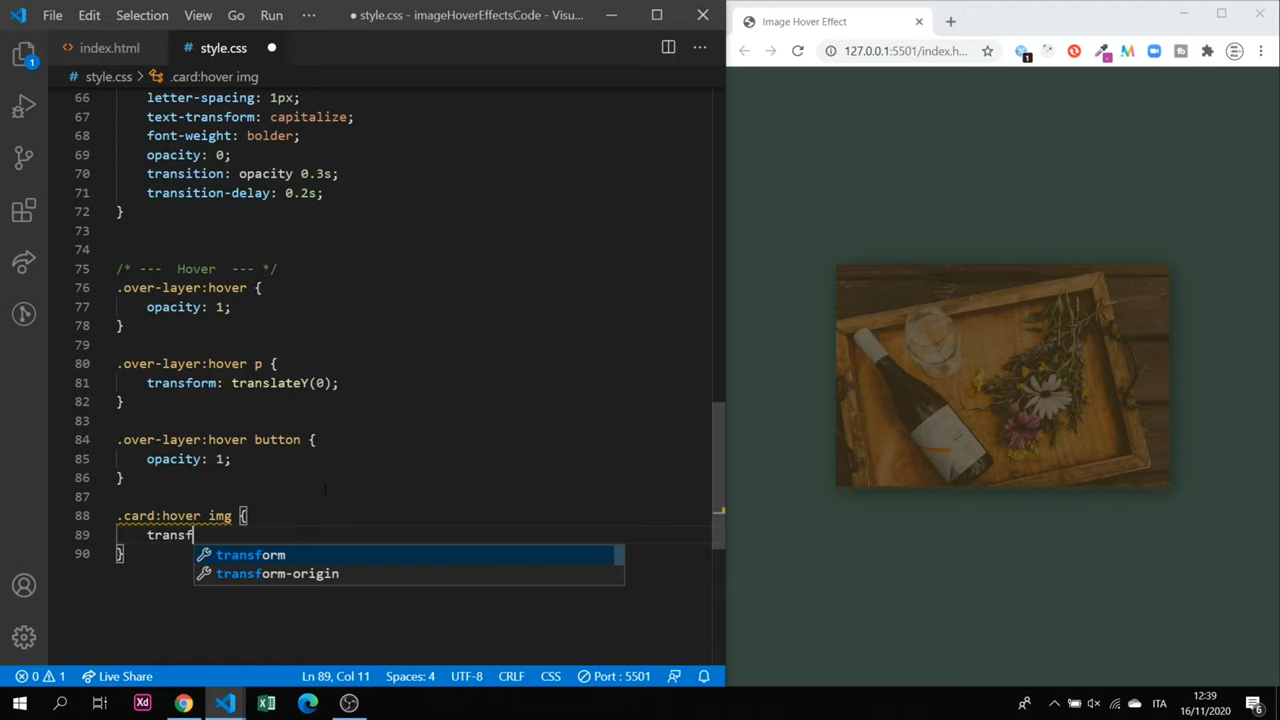 File Edit Selection View Go Run ··· ● style.css - imageHoverEffectsCode - Visu...
index.html style.css ●
style.css > .card:hover img
66 letter-spacing: 1px;
67 text-transform: capitalize;
68 font-weight: bolder;
69 opacity: 0;
70 transition: opacity 0.3s;
71 transition-delay: 0.2s;
72 }
73
74
75 /* --- Hover --- */
76 .over-layer:hover {
77 opacity: 1;
78 }
79
80 .over-layer:hover p {
81 transform: translateY(0);
82 }
83
84 .over-layer:hover button {
85 opacity: 1;
86 }
87
88 .card:hover img {
89 transf
90 }
transform
transform-origin
1
0 1 Live Share Ln 89, Col 11 Spaces: 4 UTF-8 CRLF CSS Port : 5501
Image Hover Effect
127.0.0.1:5501/index.h...
1
M
Xd
ITA
12:39
16/11/2020
6